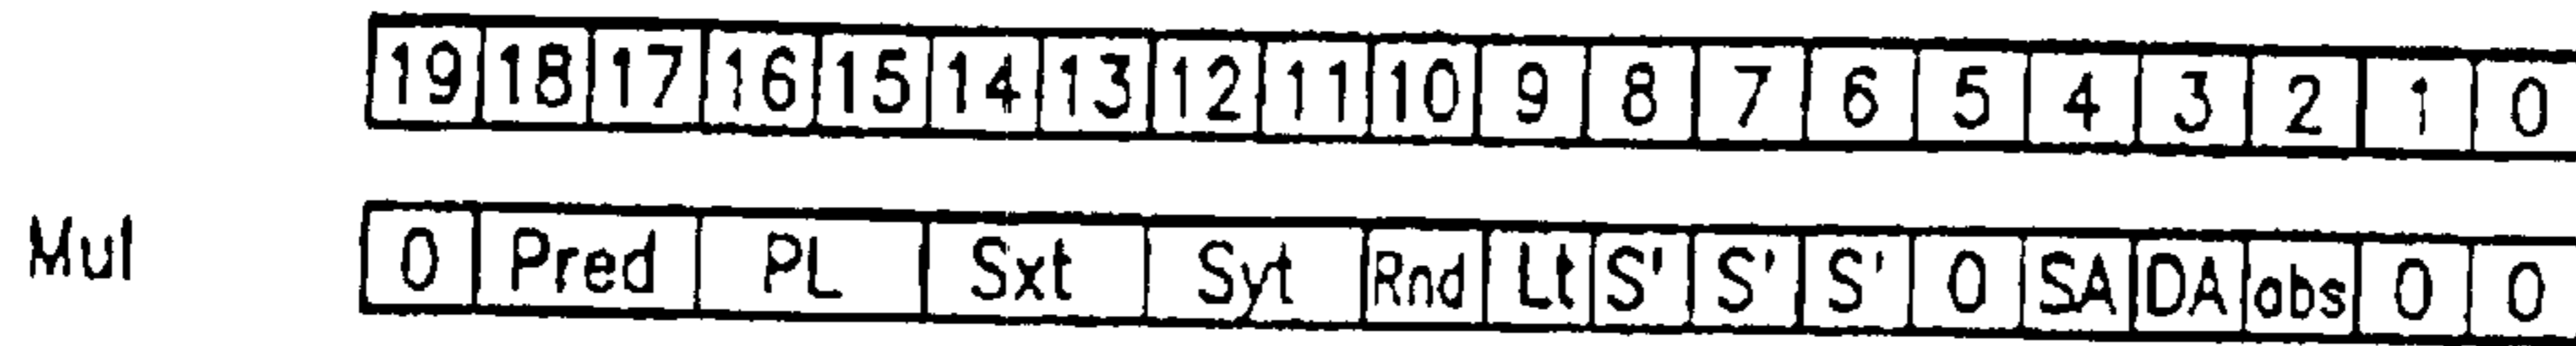 19 18 17 16 15 14 13 12 11 10 9 8 7 6 5 4 3 2 1 0
Mul 0 Pred PL Sxt Syt Rnd Lt S' S' S' 0 SA DA abs 0 0